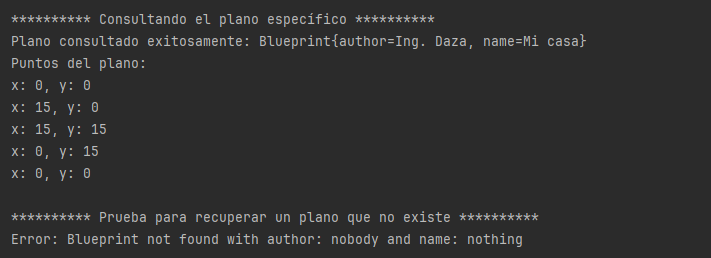 ********** Consultando el plano específico **********
Plano consultado exitosamente: Blueprint{author=Ing. Daza, name=Mi casa}
Puntos del plano:
x: 0, y: 0
x: 15, y: 0
x: 15, y: 15
x: 0, y: 15
x: 0, y: 0
********** Prueba para recuperar un plano que no existe **********
Error: Blueprint not found with author: nobody and name: nothing